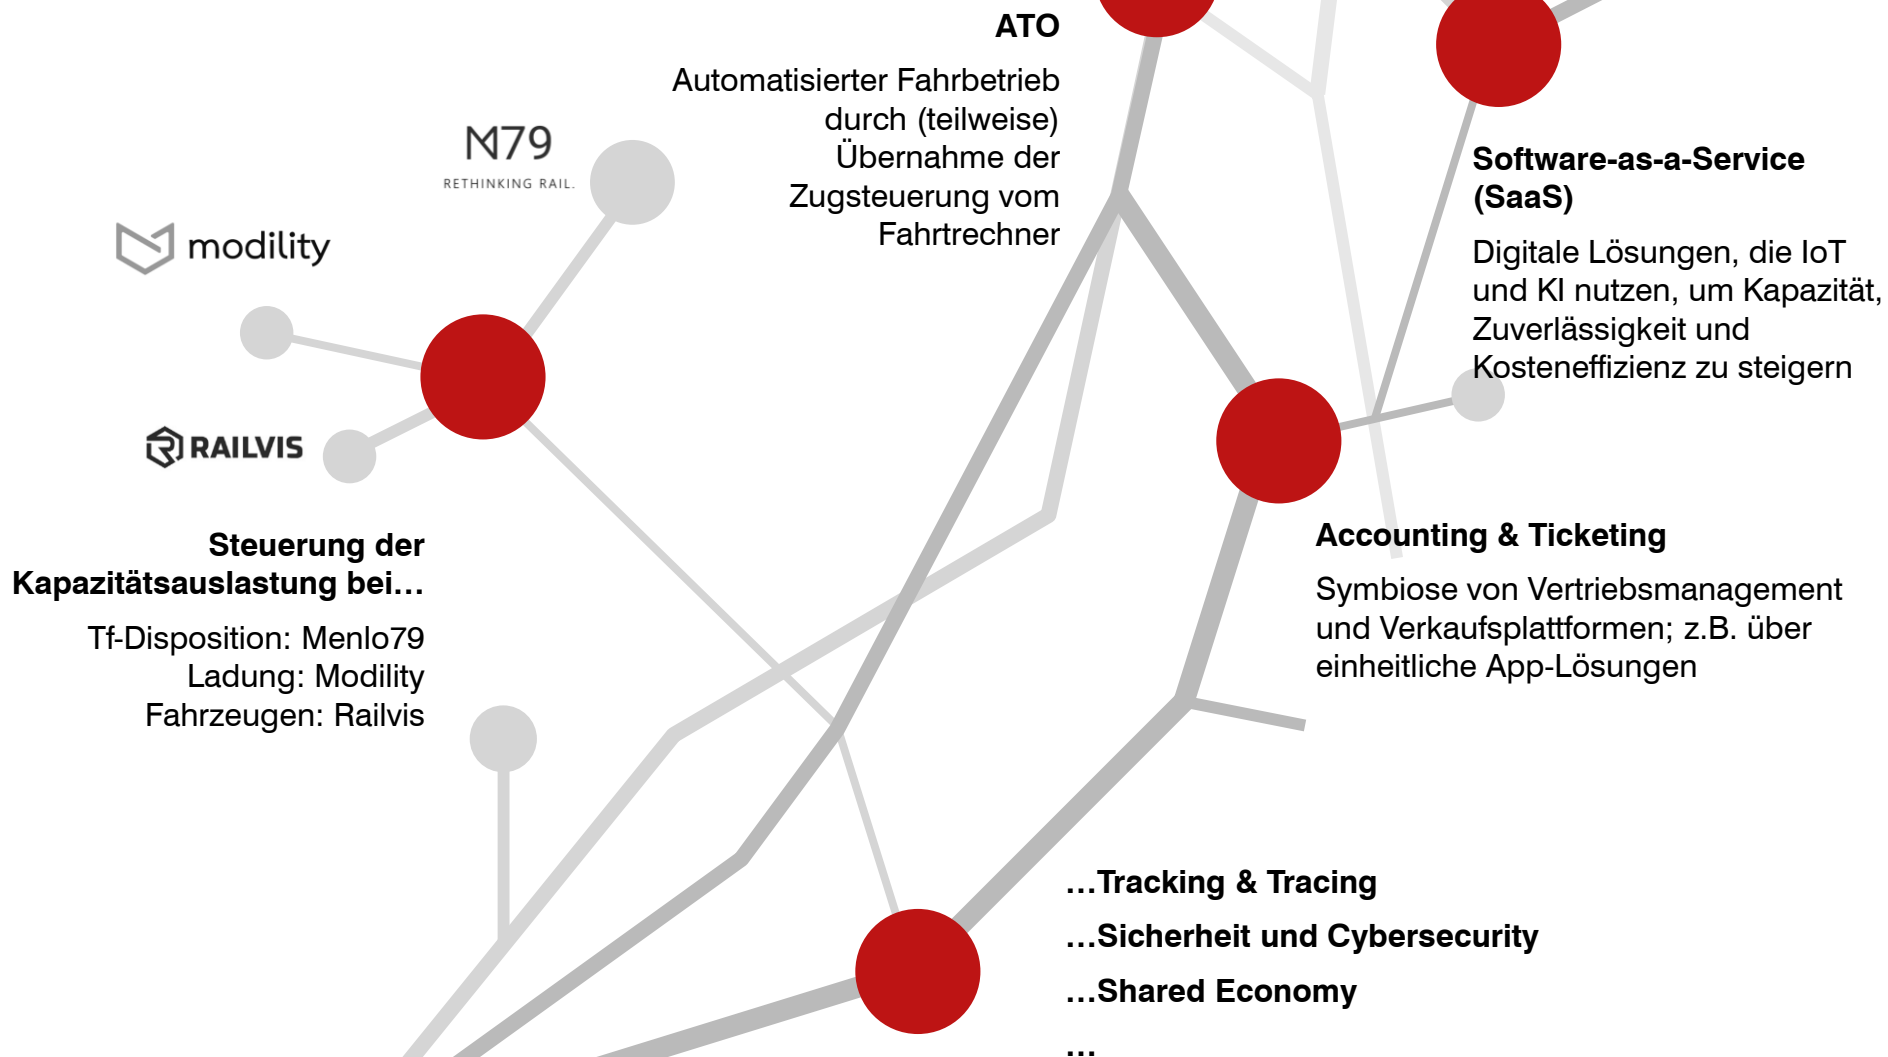 ATO
Automatisierter Fahrbetrieb
durch (teilweise)
Übernahme der
Zugsteuerung vom
Fahrtrechner
M79
RETHINKING RAIL.
modility
RAILVIS
Steuerung der
Kapazitätsauslastung bei…
Tf-Disposition: Menlo79
Ladung: Modility
Fahrzeugen: Railvis
Software-as-a-Service
(SaaS)
Digitale Lösungen, die IoT
und KI nutzen, um Kapazität,
Zuverlässigkeit und
Kosteneffizienz zu steigern
Accounting & Ticketing
Symbiose von Vertriebsmanagement
und Verkaufsplattformen; z.B. über
einheitliche App-Lösungen
…Tracking & Tracing
…Sicherheit und Cybersecurity
…Shared Economy
…